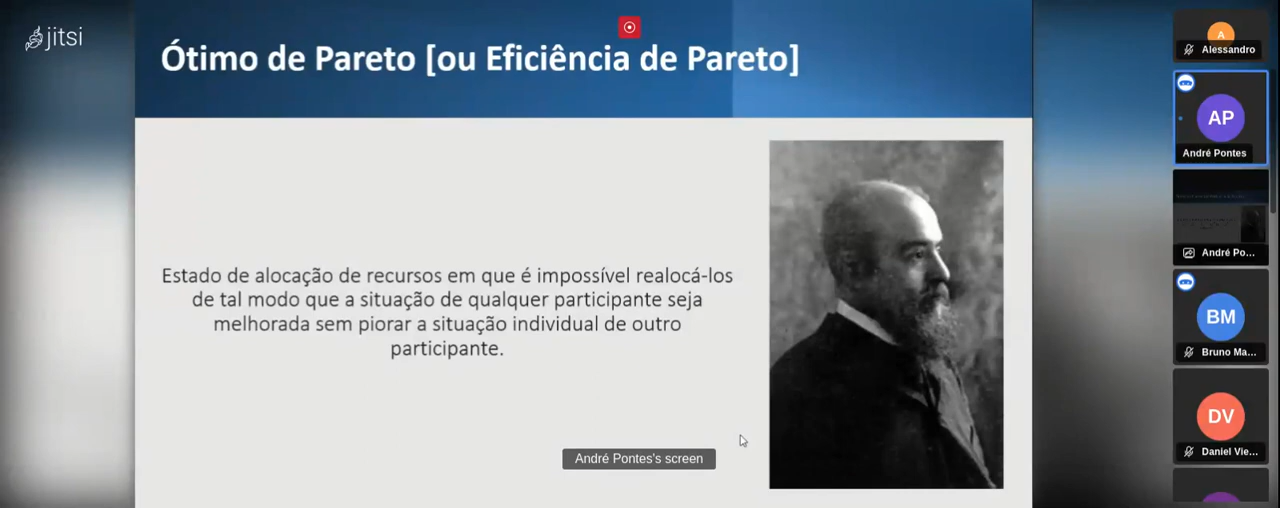 jitsi
Ótimo de Pareto [ou Eficiência de Pareto]
Estado de alocação de recursos em que é impossível realocá-los
de tal modo que a situação de qualquer participante seja
melhorada sem piorar a situação individual de outro
participante.
André Pontes's screen
A
Alessandro
AP
André Pontes
André Po...
BM
Bruno Ma...
DV
Daniel Vie...